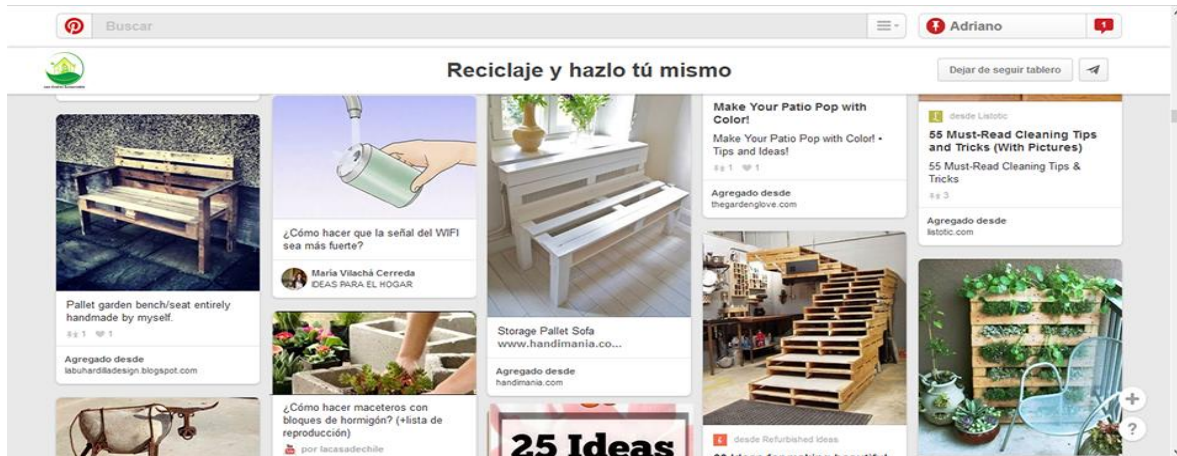 Buscar
Adriano
1
Reciclaje y hazlo tú mismo
Dejar de seguir tablero
Pallet garden bench/seat entirely
handmade by myself.
1 1
Agregado desde
labuhardilladesign.blogspot.com
¿Cómo hacer que la señal del WIFI
sea más fuerte?
María Vilachá Cerreda
IDEAS PARA EL HOGAR
¿Cómo hacer maceteros con
bloques de hormigón? (+lista de
reproducción)
por lacasadechile
Storage Pallet Sofa
www.handimania.co...
Agregado desde
handimania.com
25 Ideas
Make Your Patio Pop with
Color!
Make Your Patio Pop with Color! •
Tips and Ideas!
1 1
Agregado desde
thegardenglove.com
desde Refurbished Ideas
desde Listotic
55 Must-Read Cleaning Tips
and Tricks (With Pictures)
55 Must-Read Cleaning Tips &
Tricks
3
Agregado desde
listotic.com
+
?